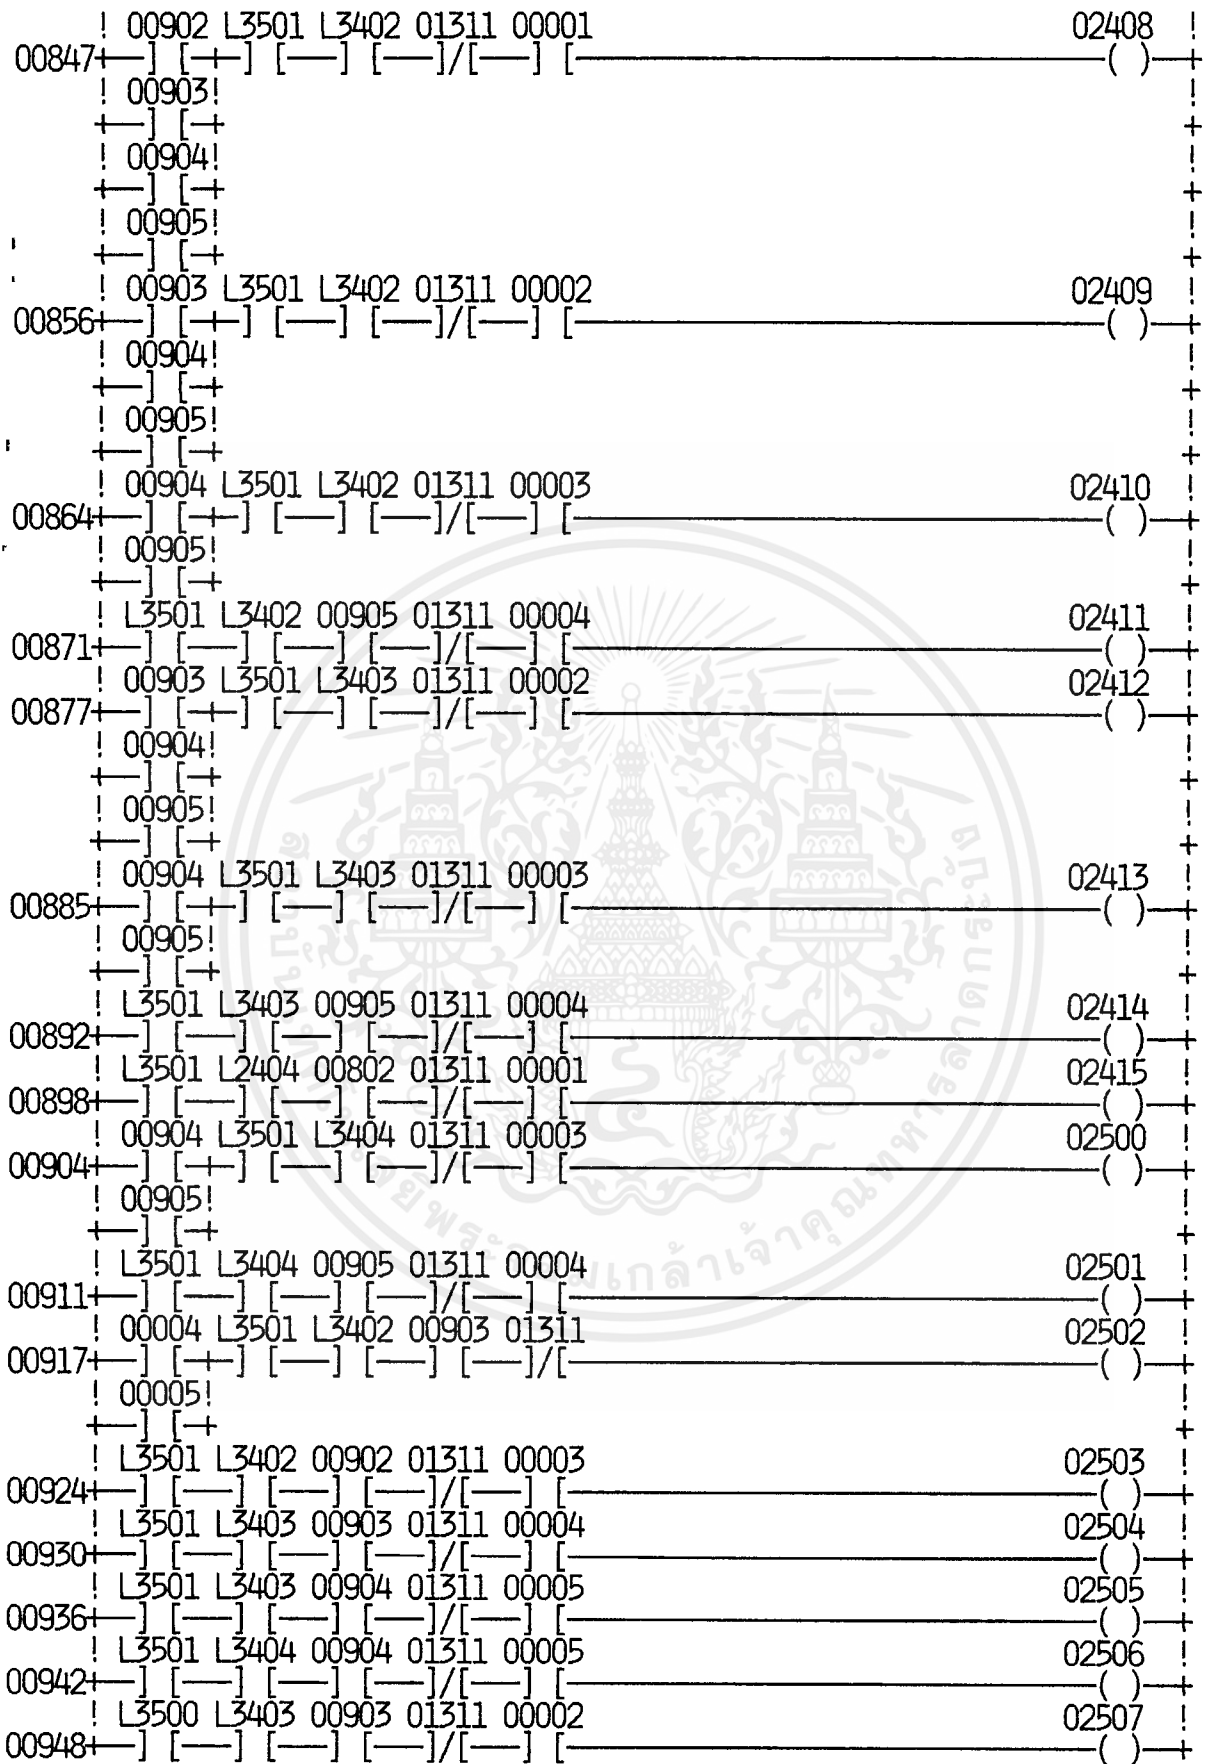 ! 00902 L3501 L3402 01311 00001 02408 !
00847+--] [-+-] [--] [--]/[--] [--( )--+
! 00903! !
+--] [-+ +
! 00904! !
+--] [-+ +
! 00905! !
+--] [-+ +
! 00903 L3501 L3402 01311 00002 02409 !
00856+--] [-+-] [--] [--]/[--] [--( )--+
! 00904! !
+--] [-+ +
! 00905! !
+--] [-+ +
! 00904 L3501 L3402 01311 00003 02410 !
00864+--] [-+-] [--] [--]/[--] [--( )--+
! 00905! !
+--] [-+ +
! L3501 L3402 00905 01311 00004 02411 !
00871+--] [--] [--] [--]/[--] [--( )--+
! 00903 L3501 L3403 01311 00002 02412 !
00877+--] [-+-] [--] [--]/[--] [--( )--+
! 00904! !
+--] [-+ +
! 00905! !
+--] [-+ +
! 00904 L3501 L3403 01311 00003 02413 !
00885+--] [-+-] [--] [--]/[--] [--( )--+
! 00905! !
+--] [-+ +
! L3501 L3403 00905 01311 00004 02414 !
00892+--] [--] [--] [--]/[--] [--( )--+
! L3501 L2404 00802 01311 00001 02415 !
00898+--] [--] [--] [--]/[--] [--( )--+
! 00904 L3501 L3404 01311 00003 02500 !
00904+--] [-+-] [--] [--]/[--] [--( )--+
! 00905! !
+--] [-+ +
! L3501 L3404 00905 01311 00004 02501 !
00911+--] [--] [--] [--]/[--] [--( )--+
! 00004 L3501 L3402 00903 01311 02502 !
00917+--] [-+-] [--] [--] [--]/[--( )--+
! 00005! !
+--] [-+ +
! L3501 L3402 00902 01311 00003 02503 !
00924+--] [--] [--] [--]/[--] [--( )--+
! L3501 L3403 00903 01311 00004 02504 !
00930+--] [--] [--] [--]/[--] [--( )--+
! L3501 L3403 00904 01311 00005 02505 !
00936+--] [--] [--] [--]/[--] [--( )--+
! L3501 L3404 00904 01311 00005 02506 !
00942+--] [--] [--] [--]/[--] [--( )--+
! L3500 L3403 00903 01311 00002 02507 !
00948+--] [--] [--] [--]/[--] [--( )--+